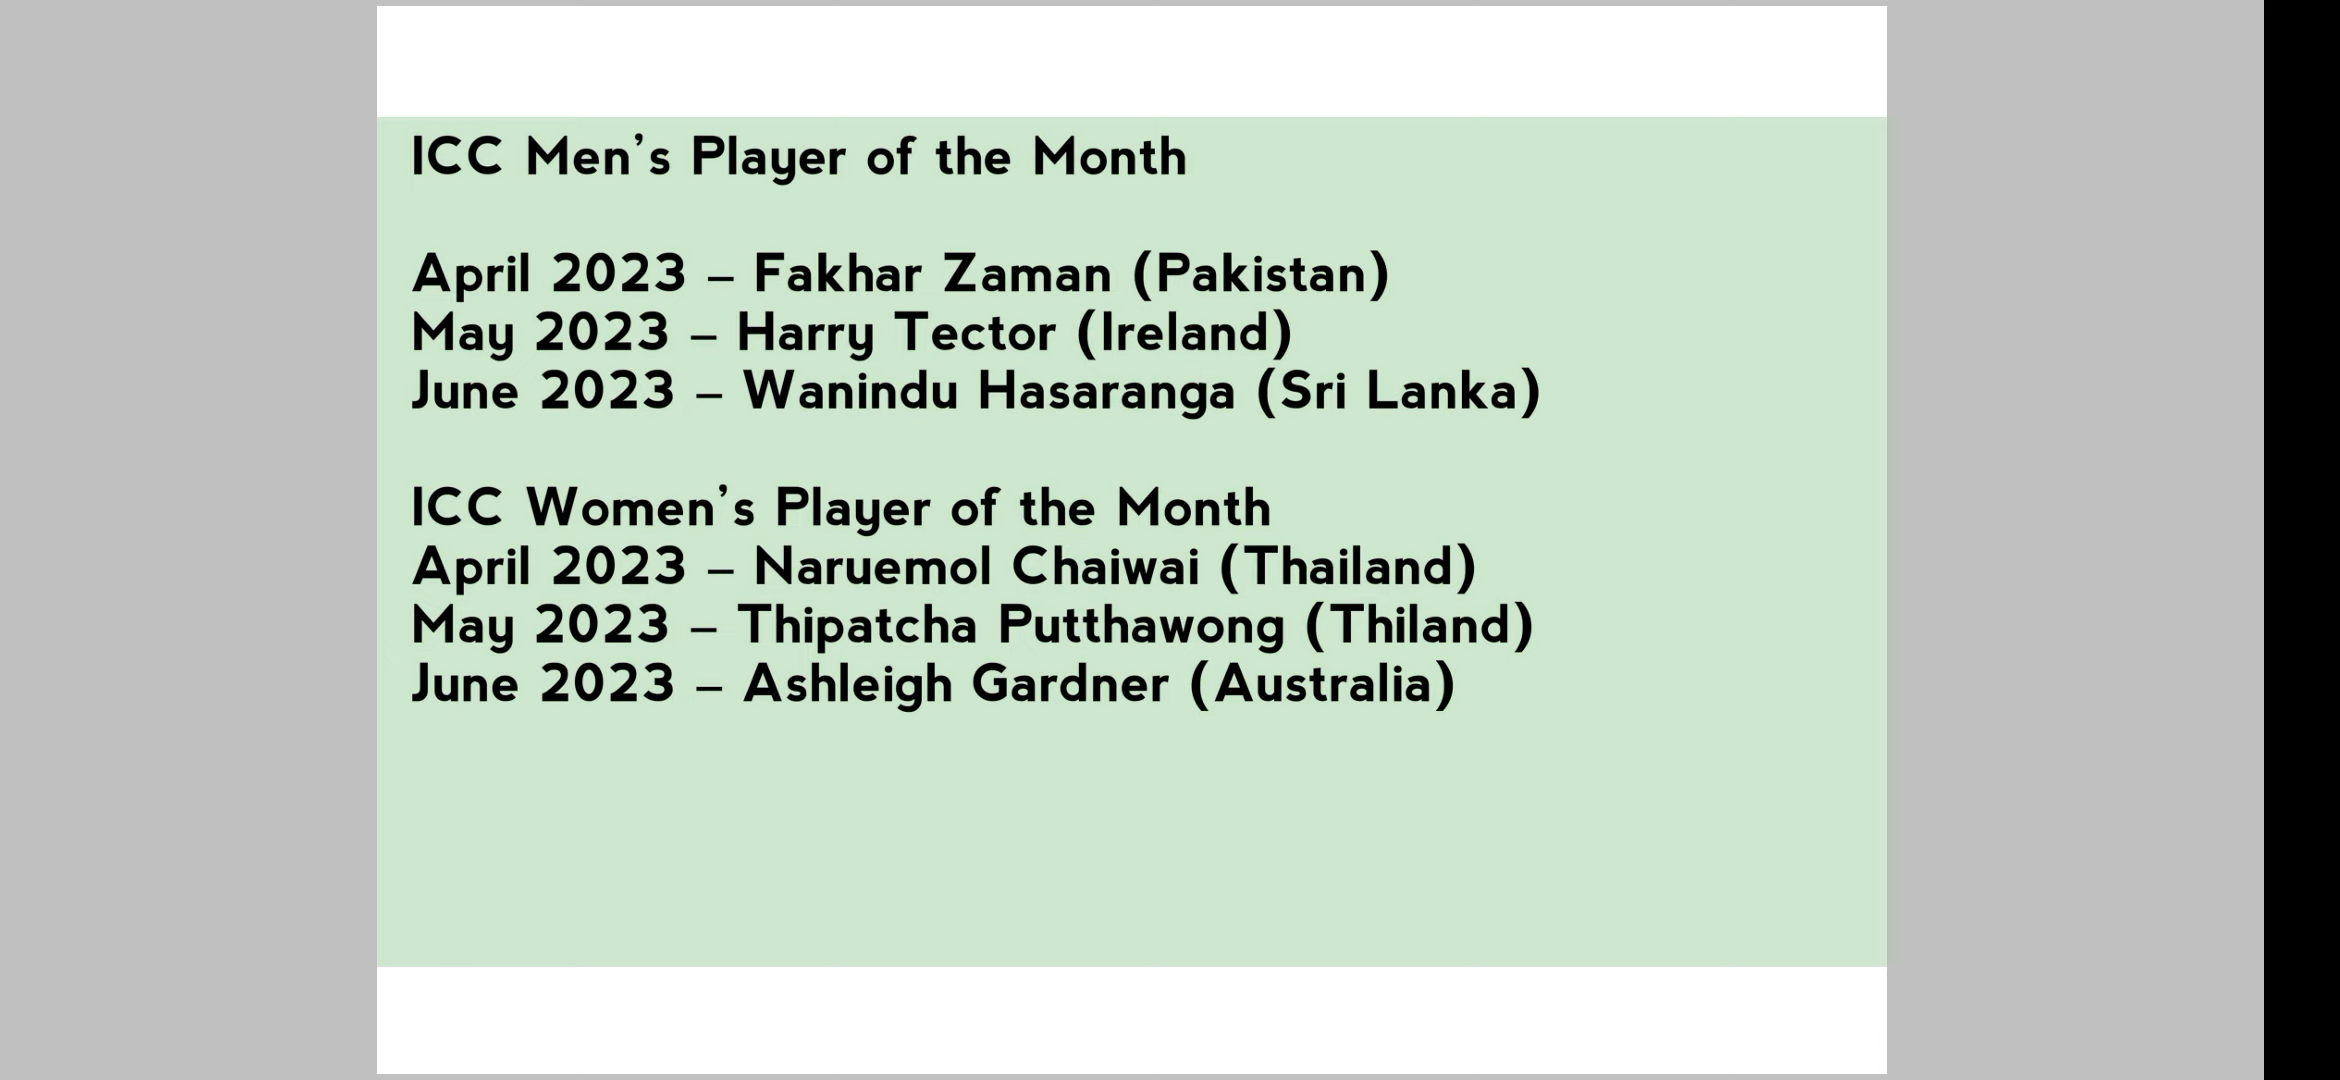 ICC Men’s Player of the Month
April 2023 – Fakhar Zaman (Pakistan)
May 2023 – Harry Tector (Ireland)
June 2023 – Wanindu Hasaranga (Sri Lanka)
ICC Women’s Player of the Month
April 2023 – Naruemol Chaiwai (Thailand)
May 2023 – Thipatcha Putthawong (Thiland)
June 2023 – Ashleigh Gardner (Australia)